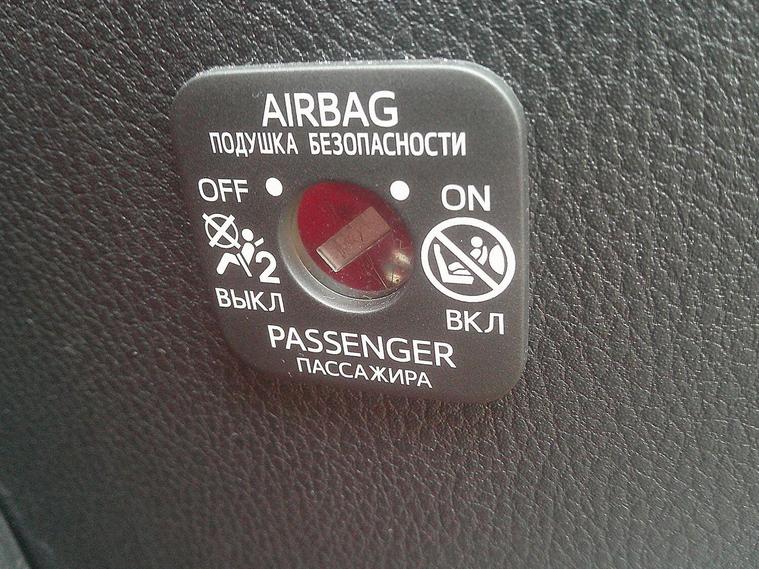 AIRBAG
ПОДУШКА БЕЗОПАСНОСТИ
OFF ON
2
ВЫКЛ ВКЛ
PASSENGER
ПАССАЖИРА